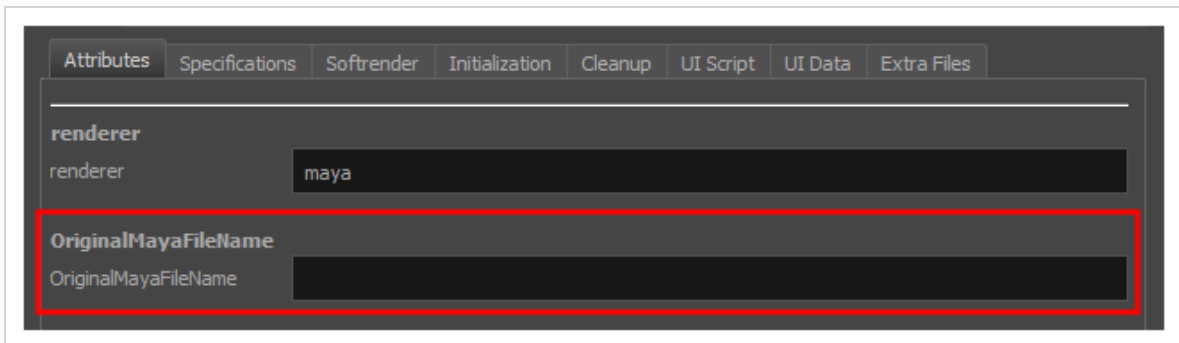 Attributes Specifications Softrender Initialization Cleanup UI Script UI Data Extra Files
renderer
renderer maya
OriginalMayaFileName
OriginalMayaFileName